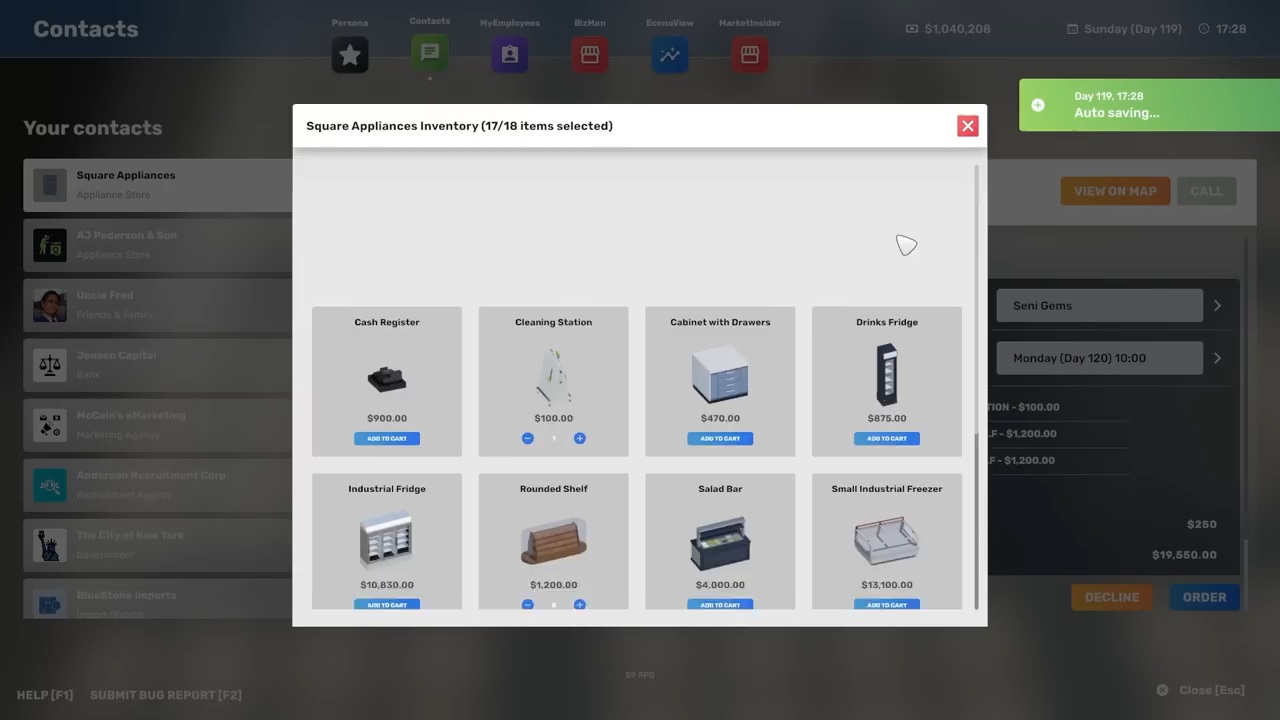 Contacts
Persona
Contacts
MyEmployees
BizMan
EconoView
MarketInsider
$1,040,208
Sunday (Day 119)
17:28
Day 119, 17:28
Auto saving...
Your contacts
Square Appliances
Appliance Store
AJ Pederson & Son
Appliance Store
Uncle Fred
Friends & Family
Jensen Capital
Bank
McCain's eMarketing
Marketing Agency
Anderson Recruitment Corp.
Recruitment Agency
The City of New York
Government
BlueStone Imports
Import/Export
Square Appliances Inventory (17/18 items selected)
Cash Register
$900.00
ADD TO CART
Cleaning Station
$100.00
1
Cabinet with Drawers
$470.00
ADD TO CART
Drinks Fridge
$875.00
ADD TO CART
Industrial Fridge
$10,830.00
ADD TO CART
Rounded Shelf
$1,200.00
Salad Bar
$4,000.00
ADD TO CART
Small Industrial Freezer
$13,100.00
ADD TO CART
VIEW ON MAP
CALL
Seni Gems
Monday (Day 120) 10:00
TION - $100.00
LF - $1,200.00
LF - $1,200.00
$250
$19,550.00
DECLINE
ORDER
59 FPS
HELP [F1]
SUBMIT BUG REPORT [F2]
Close [Esc]